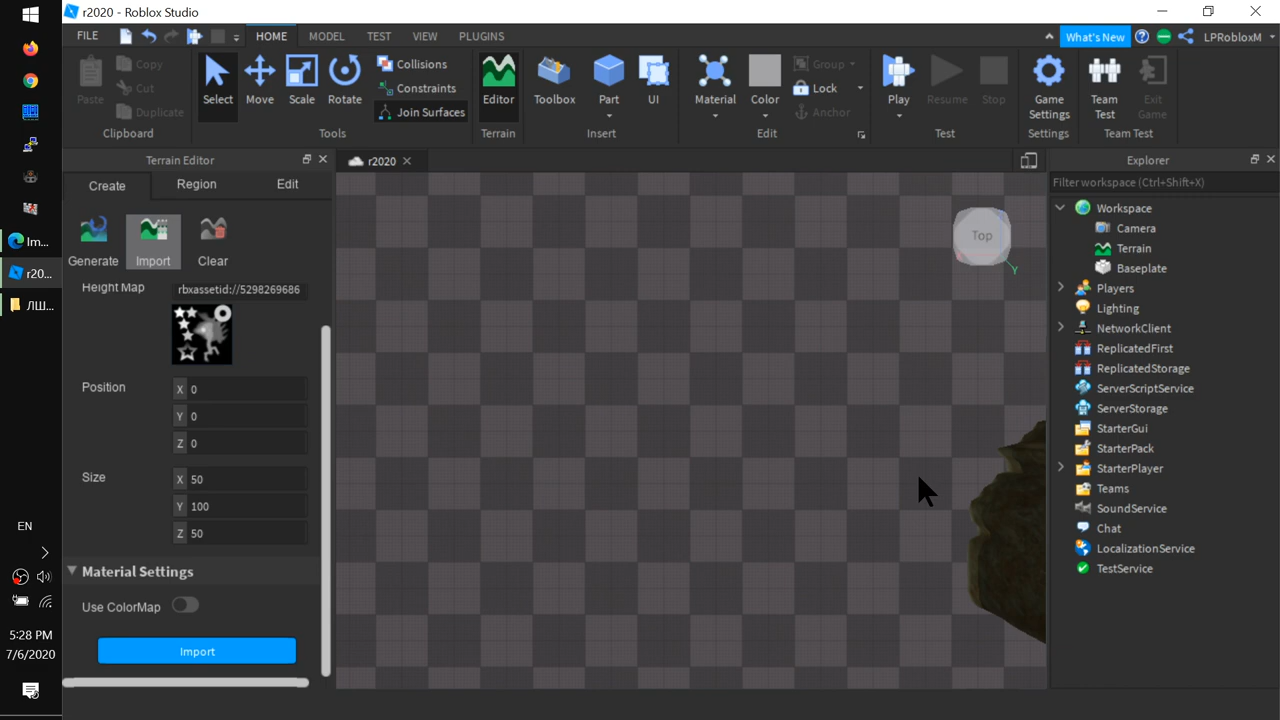 r2020 - Roblox Studio
FILE
HOME
MODEL
TEST
VIEW
PLUGINS
What's New
LPRobloxM
Paste
Copy
Cut
Duplicate
Clipboard
Select
Move
Scale
Rotate
Collisions
Constraints
Join Surfaces
Tools
Editor
Terrain
Toolbox
Part
UI
Insert
Material
Color
Group
Lock
Anchor
Edit
Play
Resume
Stop
Test
Game
Settings
Settings
Team
Test
Exit
Game
Team Test
Terrain Editor
Create
Region
Edit
Generate
Import
Clear
Height Map
rbxassetid://5298269686
Position
X 0
Y 0
Z 0
Size
X 50
Y 100
Z 50
Material Settings
Use ColorMap
Import
r2020
Top
Y
Explorer
Filter workspace (Ctrl+Shift+X)
Workspace
Camera
Terrain
Baseplate
Players
Lighting
NetworkClient
ReplicatedFirst
ReplicatedStorage
ServerScriptService
ServerStorage
StarterGui
StarterPack
StarterPlayer
Teams
SoundService
Chat
LocalizationService
TestService
Im...
r20...
ЛШ...
EN
5:28 PM
7/6/2020